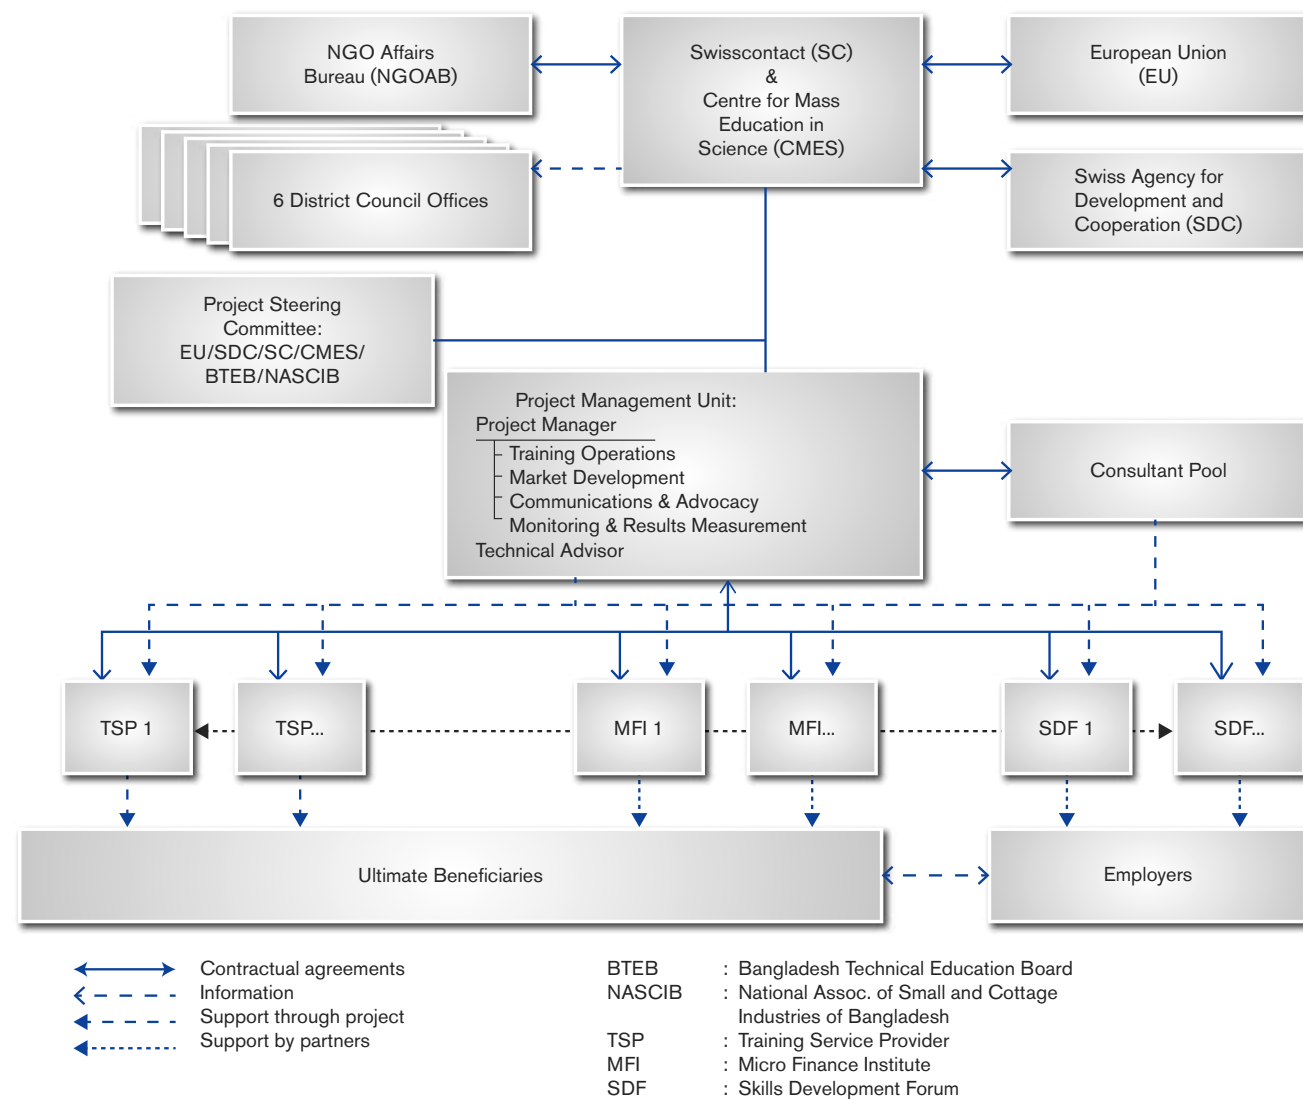 NGO Affairs
Bureau (NGOAB)
Swisscontact (SC)
&
Centre for Mass
Education in
Science (CMES)
European Union
(EU)
6 District Council Offices
Swiss Agency for
Development and
Cooperation (SDC)
Project Steering
Committee:
EU/SDC/SC/CMES/
BTEB/NASCIB
Project Management Unit:
Project Manager
Training Operations
Market Development
Communications & Advocacy
Monitoring & Results Measurement
Technical Advisor
Consultant Pool
TSP 1
TSP...
MFI 1
MFI...
SDF 1
SDF...
Ultimate Beneficiaries
Employers
Contractual agreements
Information
Support through project
Support by partners
BTEB : Bangladesh Technical Education Board
NASCIB : National Assoc. of Small and Cottage
Industries of Bangladesh
TSP : Training Service Provider
MFI : Micro Finance Institute
SDF : Skills Development Forum